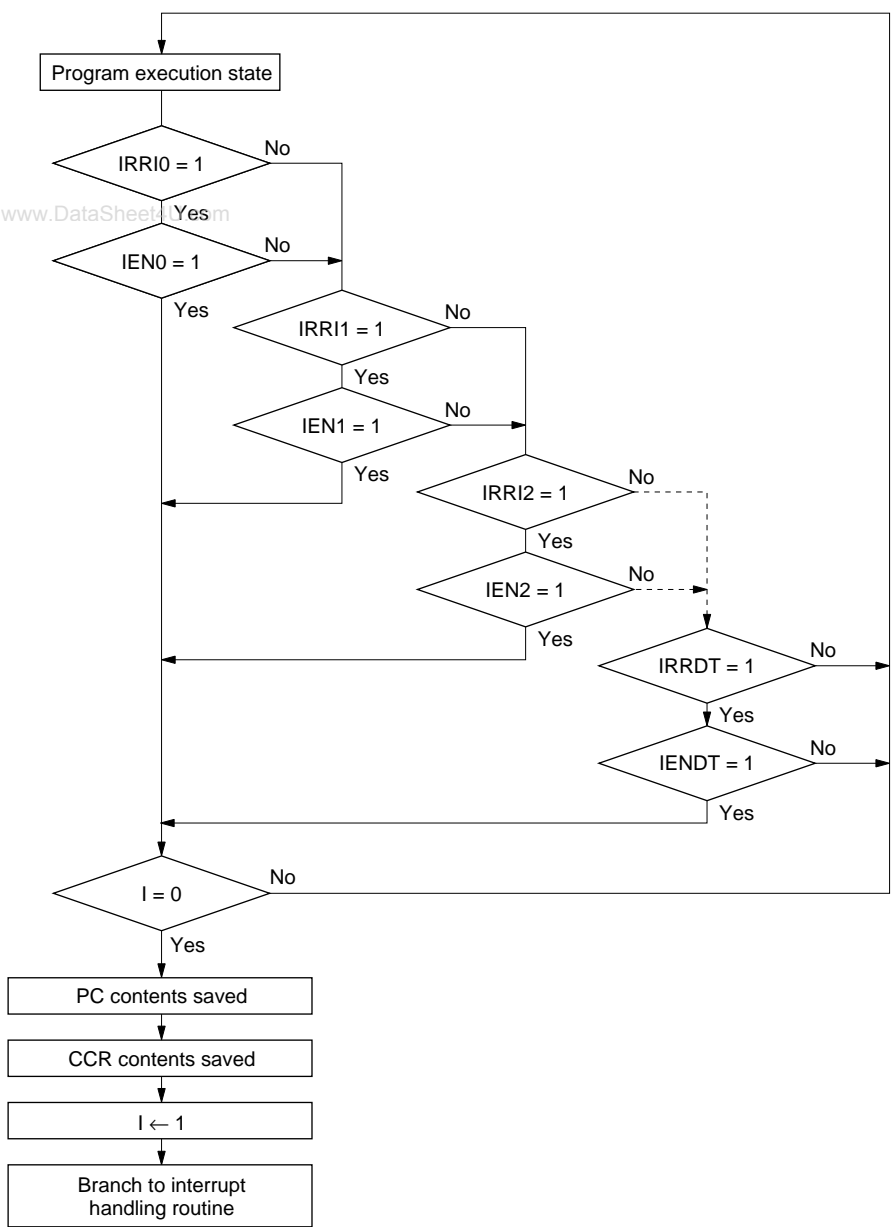 Program execution state
IRRI0 = 1
No
www.DataSheet4U.com
Yes
IEN0 = 1
No
Yes
IRRI1 = 1
No
Yes
IEN1 = 1
No
Yes
IRRI2 = 1
No
Yes
IEN2 = 1
No
Yes
IRRDT = 1
No
Yes
IENDT = 1
No
Yes
I = 0
No
Yes
PC contents saved
CCR contents saved
I ← 1
Branch to interrupt
handling routine